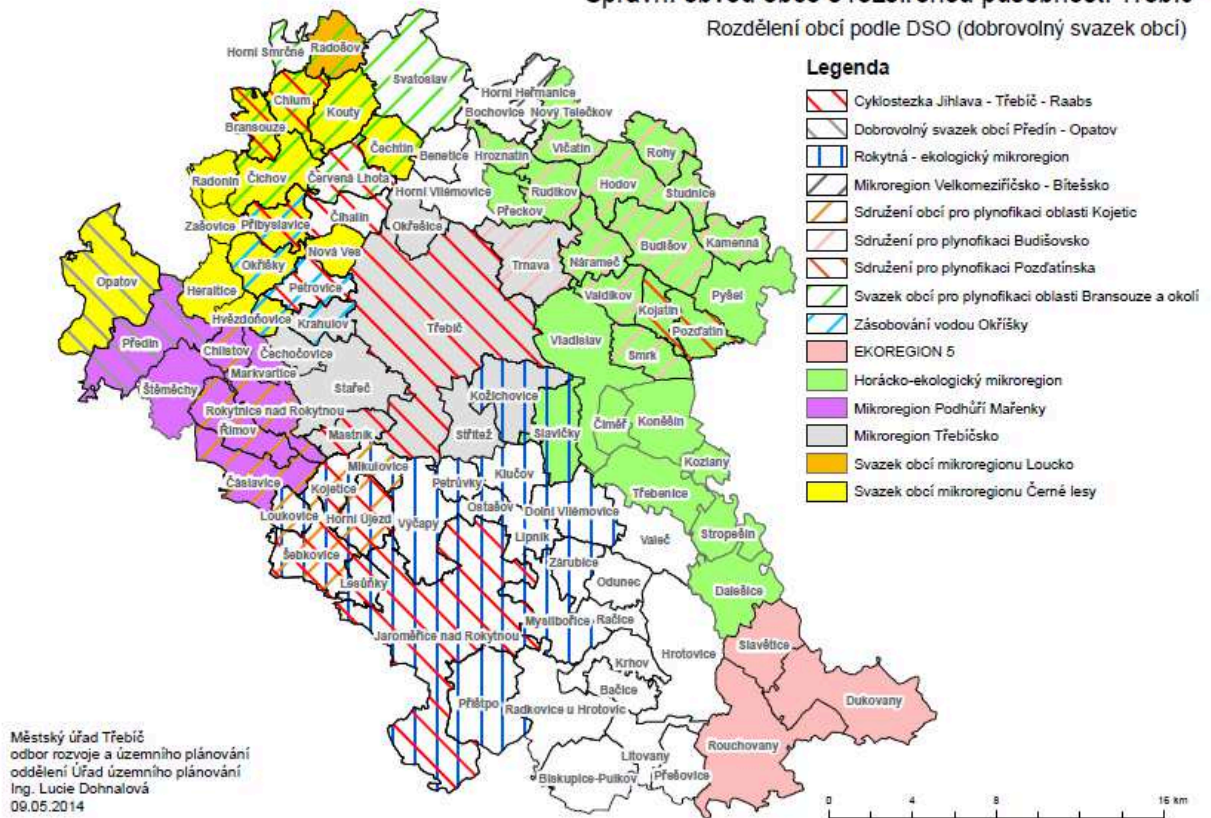 Správní obvod obce s rozšířenou působností Třebíč
Rozdělení obcí podle DSO (dobrovolný svazek obcí)
Legenda
Cyklostezka Jihlava - Třebíč - Raabs
Dobrovolný svazek obcí Předín - Opatov
Rokytná - ekologický mikroregion
Mikroregion Velkomeziříčsko - Bítešsko
Sdružení obcí pro plynofikaci oblasti Kojetic
Sdružení pro plynofikaci Budišovsko
Sdružení pro plynofikaci Pozďatínska
Svazek obcí pro plynofikaci oblasti Bransouze a okolí
Zásobování vodou Okříšky
EKOREGION 5
Horácko-ekologický mikroregion
Mikroregion Podhůří Mařenky
Mikroregion Třebíčsko
Svazek obcí mikroregionu Loucko
Svazek obcí mikroregionu Černé lesy
Horní Smrčné
Radošov
Svatoslav
Horní Heřmanice
Bochovice
Nový Telečkov
Chlum
Kouty
Bransouze
Čechtín
Benetice
Hroznatín
Vlčatín
Rohy
Radonín
Číchov
Červená Lhota
Horní Vilémovice
Rudíkov
Hodov
Studnice
Přeckov
Zašovice
Přibyslavice
Číhalín
Okřešice
Budišov
Kamenná
Opatov
Okříšky
Nová Ves
Trnava
Nárameč
Heraltice
Petrovice
Valdíkov
Kojatín
Pyšel
Hvězdoňovice
Krahulov
Třebíč
Vladislav
Pozďatín
Předín
Chlístov
Čechočovice
Smrk
Štěměchy
Markvartice
Stařeč
Kožichovice
Rokytnice nad Rokytnou
Římov
Mastník
Střítež
Slavičky
Číměř
Koněšín
Kozlany
Čáslavice
Mikulovice
Kojetice
Petrůvky
Klučov
Třebenice
Loukovice
Horní Újezd
Výčapy
Ostašov
Dolní Vilémovice
Lipník
Valeč
Stropešín
Šebkovice
Lesůňky
Zárubice
Odunec
Dalešice
Jaroměřice nad Rokytnou
Myslibořice
Račice
Slavětice
Krhov
Hrotovice
Bačice
Dukovany
Příštpo
Radkovice u Hrotovic
Rouchovany
Litovany
Biskupice-Pulkov
Přešovice
Městský úřad Třebíč
odbor rozvoje a územního plánování
oddělení Úřad územního plánování
Ing. Lucie Dohnalová
09.05.2014
0 4 8 16 km